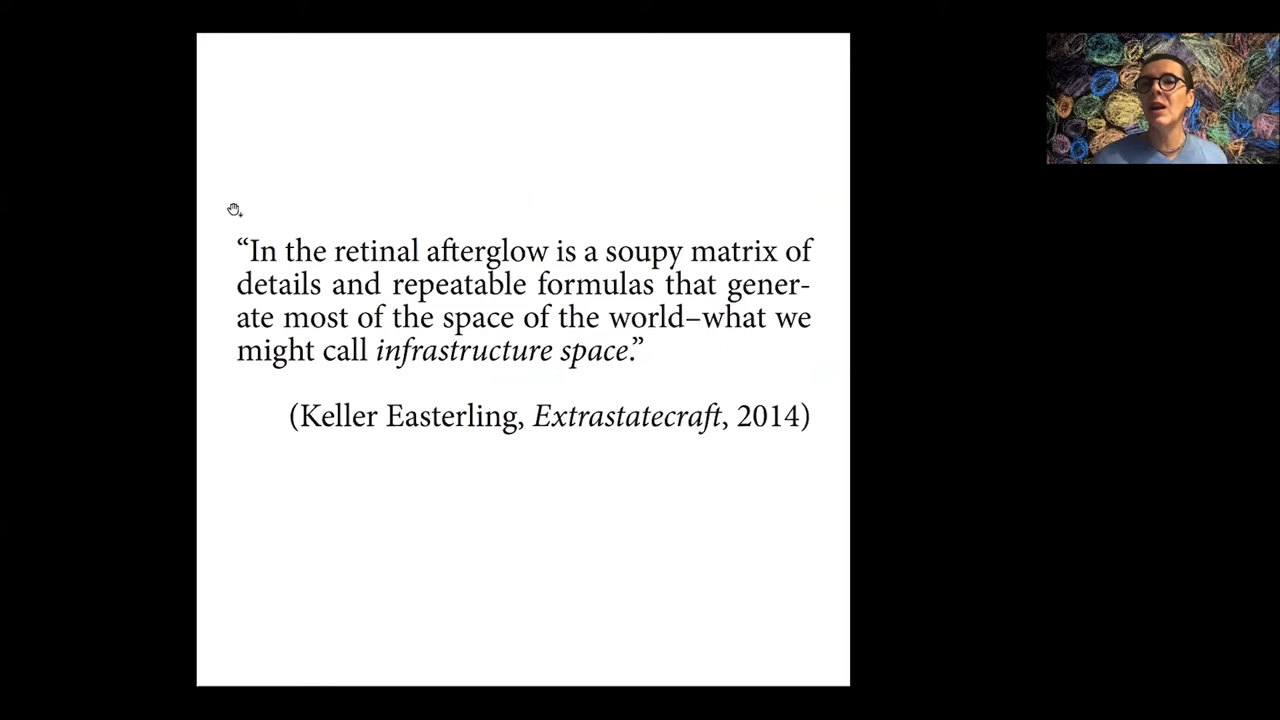 “In the retinal afterglow is a soupy matrix of
details and repeatable formulas that gener-
ate most of the space of the world–what we
might call infrastructure space.”
(Keller Easterling, Extrastatecraft, 2014)